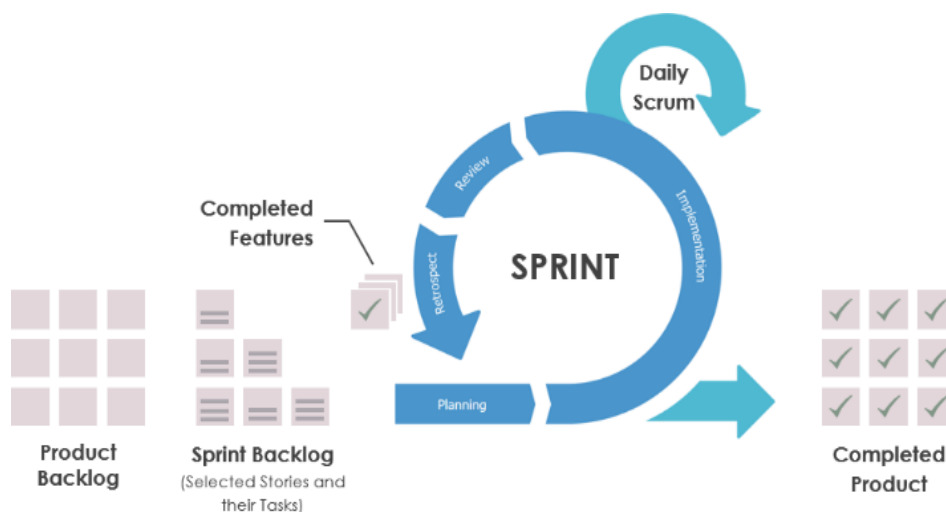 Daily
Scrum
Review
Implementation
Completed
Features
SPRINT
Retrospect
Planning
Product
Backlog
Sprint Backlog
(Selected Stories and
their Tasks)
Completed
Product